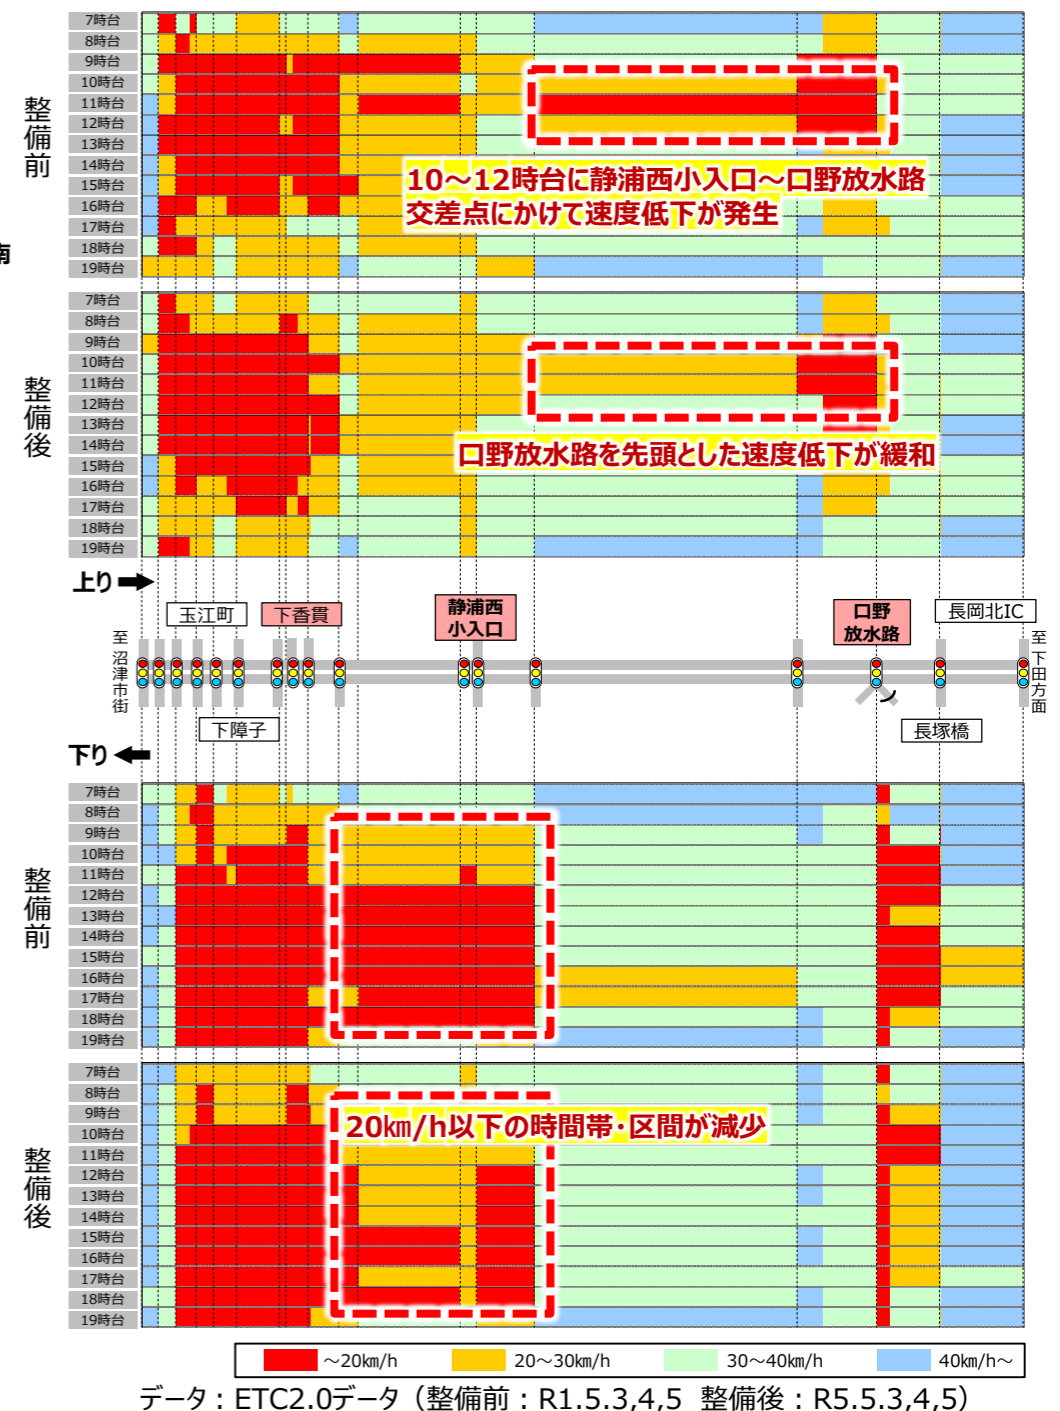 整備前
7時台
8時台
9時台
10時台
11時台
12時台
13時台
14時台
15時台
16時台
17時台
18時台
19時台
10～12時台に静浦西小入口～口野放水路
交差点にかけて速度低下が発生
南
整備後
7時台
8時台
9時台
10時台
11時台
12時台
13時台
14時台
15時台
16時台
17時台
18時台
19時台
口野放水路を先頭とした速度低下が緩和
上り
玉江町
下香貫
静浦西
小入口
口野
放水路
長岡北IC
至沼津市街
至下田方面
下障子
長塚橋
下り
整備前
7時台
8時台
9時台
10時台
11時台
12時台
13時台
14時台
15時台
16時台
17時台
18時台
19時台
整備後
7時台
8時台
9時台
10時台
11時台
12時台
13時台
14時台
15時台
16時台
17時台
18時台
19時台
20㎞/h以下の時間帯・区間が減少
～20㎞/h
20～30㎞/h
30～40㎞/h
40㎞/h～
データ：ETC2.0データ（整備前：R1.5.3,4,5 整備後：R5.5.3,4,5）